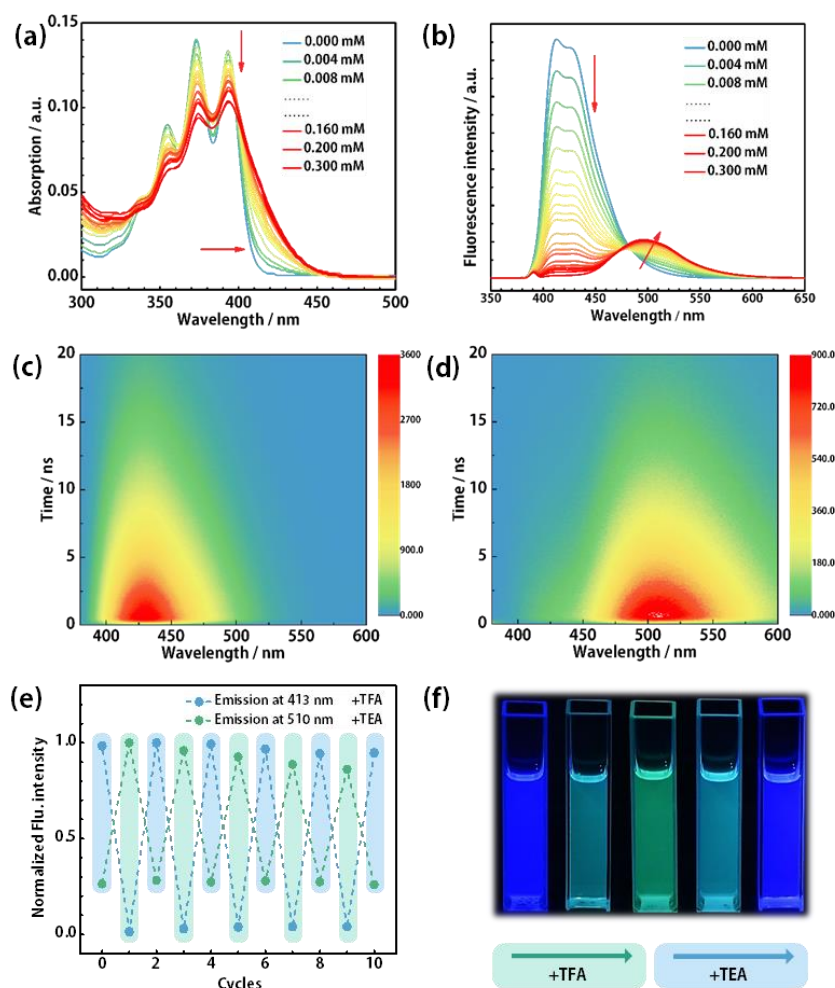 (a)
0.15
0.10
0.05
0.00
Absorption / a.u.
0.000 mM
0.004 mM
0.008 mM
......
......
0.160 mM
0.200 mM
0.300 mM
300 350 400 450 500
Wavelength / nm
(b)
Fluorescence intensity / a.u.
0.000 mM
0.004 mM
0.008 mM
......
......
0.160 mM
0.200 mM
0.300 mM
350 400 450 500 550 600 650
Wavelength / nm
(c)
20
15
10
5
0
Time / ns
400 450 500 550 600
Wavelength / nm
3600
2700
1800
900.0
0.000
(d)
20
15
10
5
0
Time / ns
400 450 500 550 600
Wavelength / nm
900.0
720.0
540.0
360.0
180.0
0.000
(e)
Emission at 413 nm +TFA
Emission at 510 nm +TEA
1.0
0.5
0.0
Normalized Flu. intensity
0 2 4 6 8 10
Cycles
(f)
+TFA
+TEA